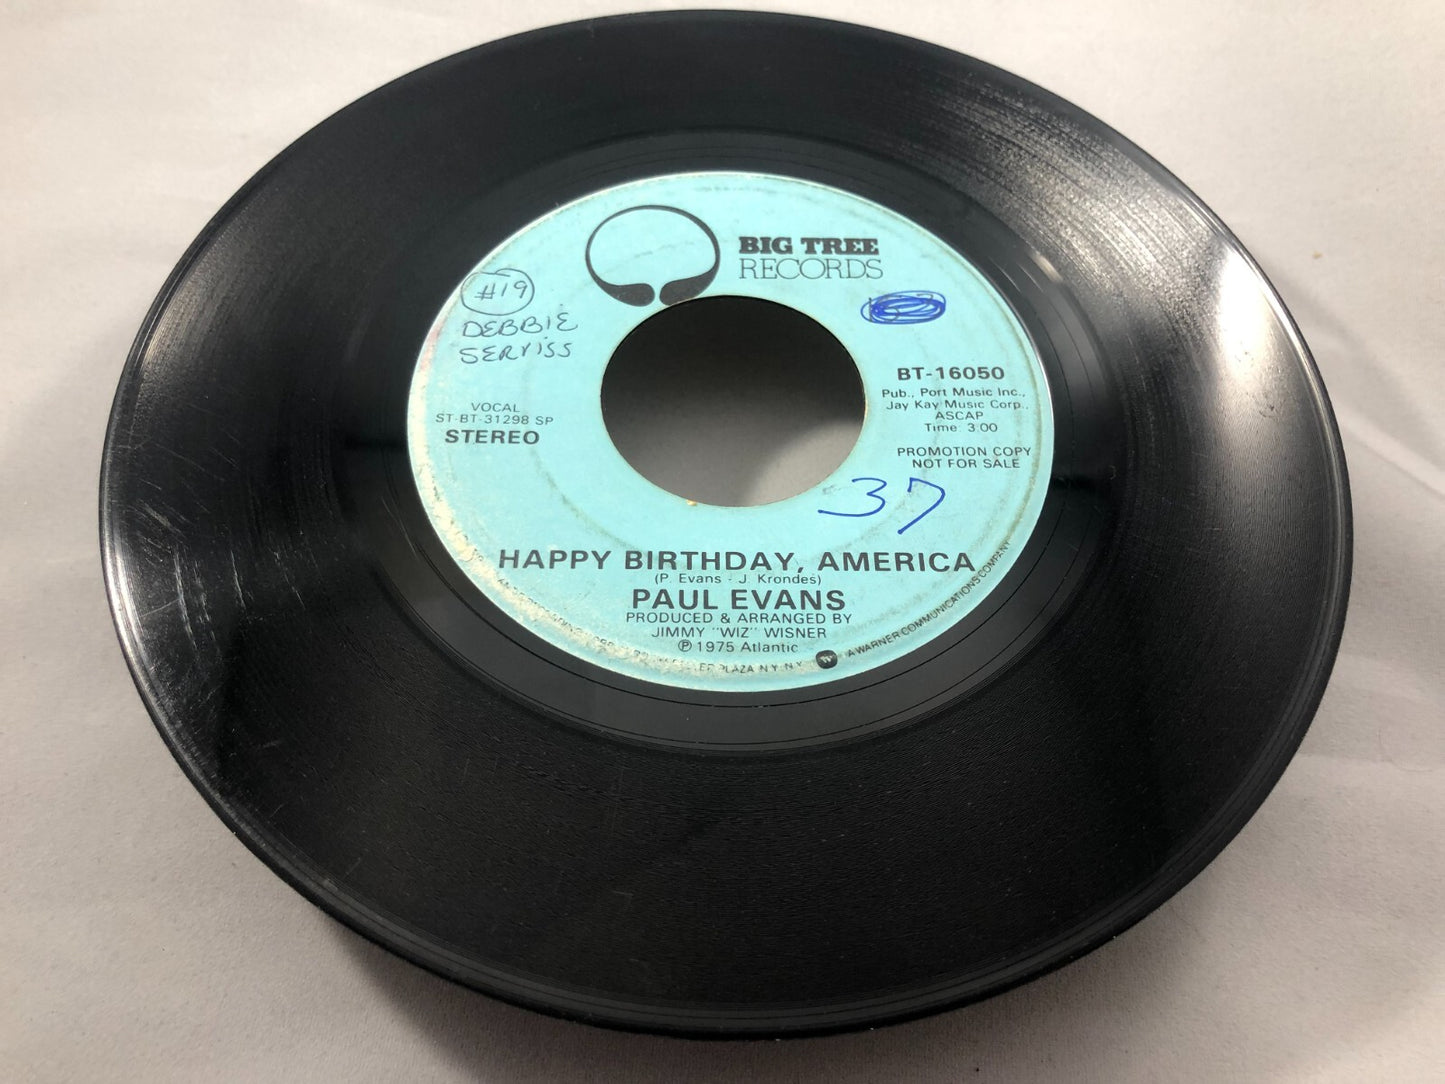 BIG TREE
RECORDS
#19
DEBBIE
SERVISS
BT-16050
Pub., Port Music Inc.,
Jay Kay Music Corp.,
ASCAP
Time: 3:00
VOCAL
ST-BT-31298 SP
STEREO
PROMOTION COPY
NOT FOR SALE
37
HAPPY BIRTHDAY, AMERICA
(P. Evans - J. Krondes)
PAUL EVANS
PRODUCED & ARRANGED BY
JIMMY "WIZ" WISNER
℗ 1975 Atlantic
PLAZA N.Y. N.Y. A WARNER COMMUNICATIONS COMPANY